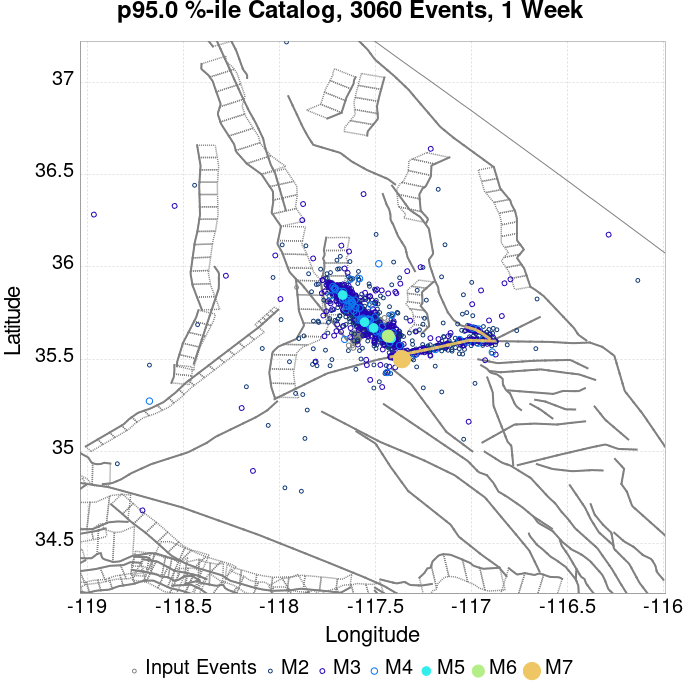 p95.0 %-ile Catalog, 3060 Events, 1 Week
37
36.5
36
35.5
35
34.5
Latitude
-119 -118.5 -118 -117.5 -117 -116.5 -116
Longitude
Input Events M2 M3 M4 M5 M6 M7